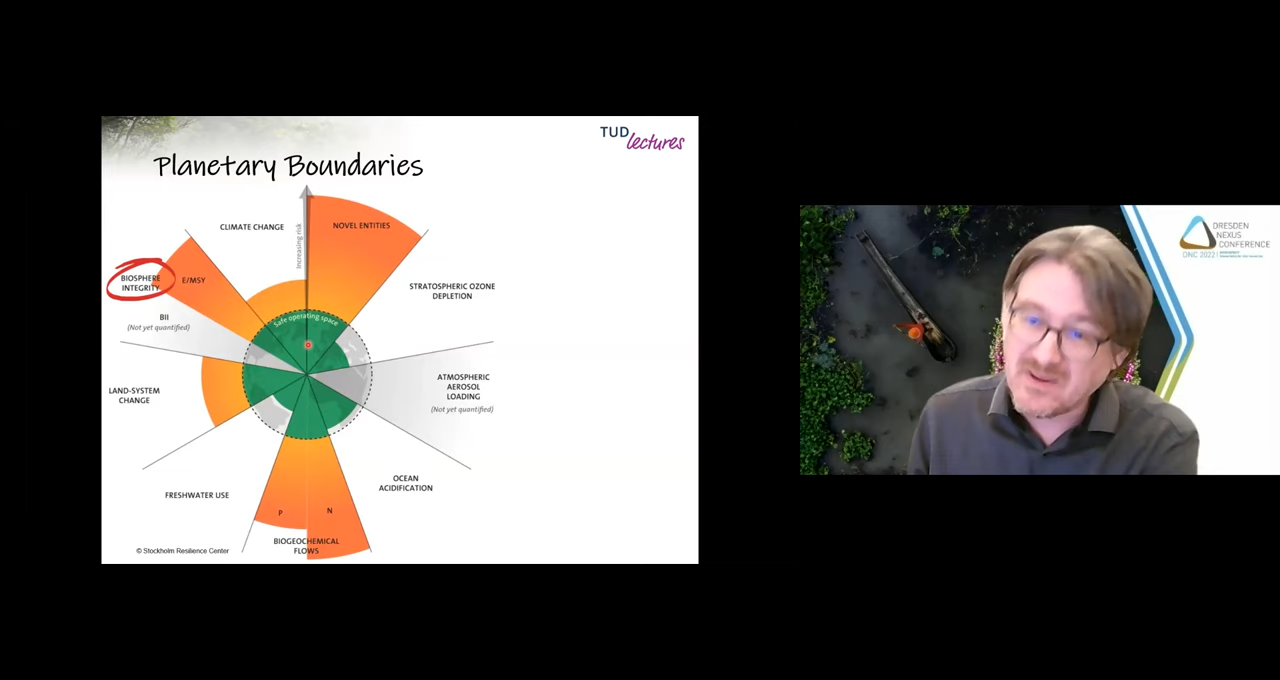 TUD
lectures
Planetary Boundaries
CLIMATE CHANGE
Increasing risk
NOVEL ENTITIES
BIOSPHERE
INTEGRITY
E/MSY
STRATOSPHERIC OZONE
DEPLETION
BII
(Not yet quantified)
Safe operating space
LAND-SYSTEM
CHANGE
ATMOSPHERIC
AEROSOL
LOADING
(Not yet quantified)
FRESHWATER USE
OCEAN
ACIDIFICATION
P
N
BIOGEOCHEMICAL
FLOWS
© Stockholm Resilience Center
DRESDEN
NEXUS
CONFERENCE
DNC 2022